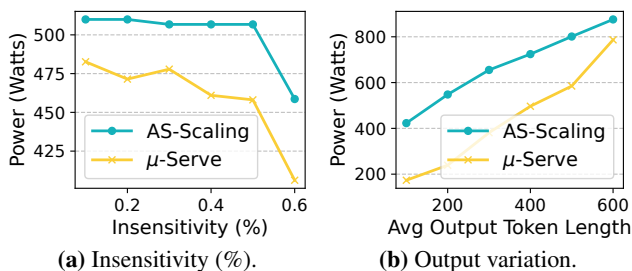 500
475
450
425
Power (Watts)
AS-Scaling
μ-Serve
0.2
0.4
0.6
Insensitivity (%)
(a) Insensitivity (%).
800
600
400
200
Power (Watts)
AS-Scaling
μ-Serve
200
400
600
Avg Output Token Length
(b) Output variation.